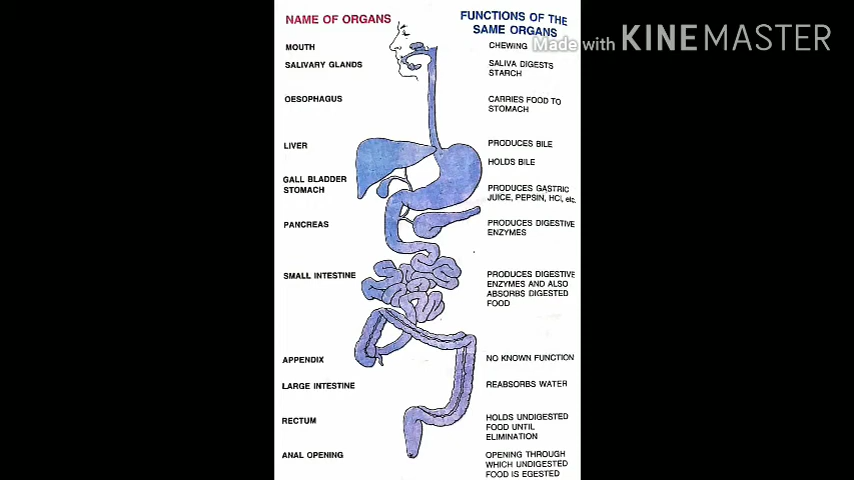 NAME OF ORGANS
FUNCTIONS OF THE
SAME ORGANS
Made with KINEMASTER
MOUTH
CHEWING
SALIVARY GLANDS
SALIVA DIGESTS
STARCH
OESOPHAGUS
CARRIES FOOD TO
STOMACH
LIVER
PRODUCES BILE
HOLDS BILE
GALL BLADDER
STOMACH
PRODUCES GASTRIC
JUICE, PEPSIN, HCl, etc.
PANCREAS
PRODUCES DIGESTIVE
ENZYMES
SMALL INTESTINE
PRODUCES DIGESTIVE
ENZYMES AND ALSO
ABSORBS DIGESTED
FOOD
APPENDIX
NO KNOWN FUNCTION
LARGE INTESTINE
REABSORBS WATER
RECTUM
HOLDS UNDIGESTED
FOOD UNTIL
ELIMINATION
ANAL OPENING
OPENING THROUGH
WHICH UNDIGESTED
FOOD IS EGESTED